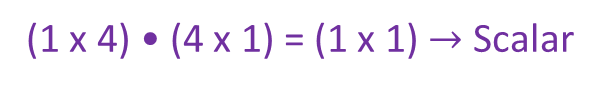 (1 x 4) • (4 x 1) = (1 x 1) → Scalar